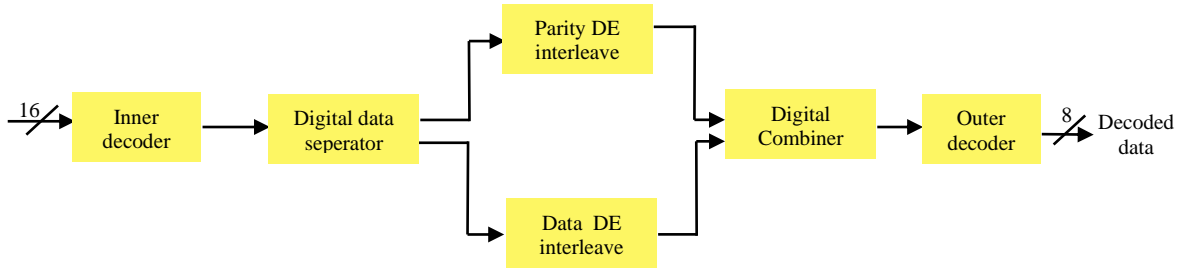 16
Inner
decoder
Digital data
seperator
Parity DE
interleave
Data DE
interleave
Digital
Combiner
Outer
decoder
8
Decoded
data